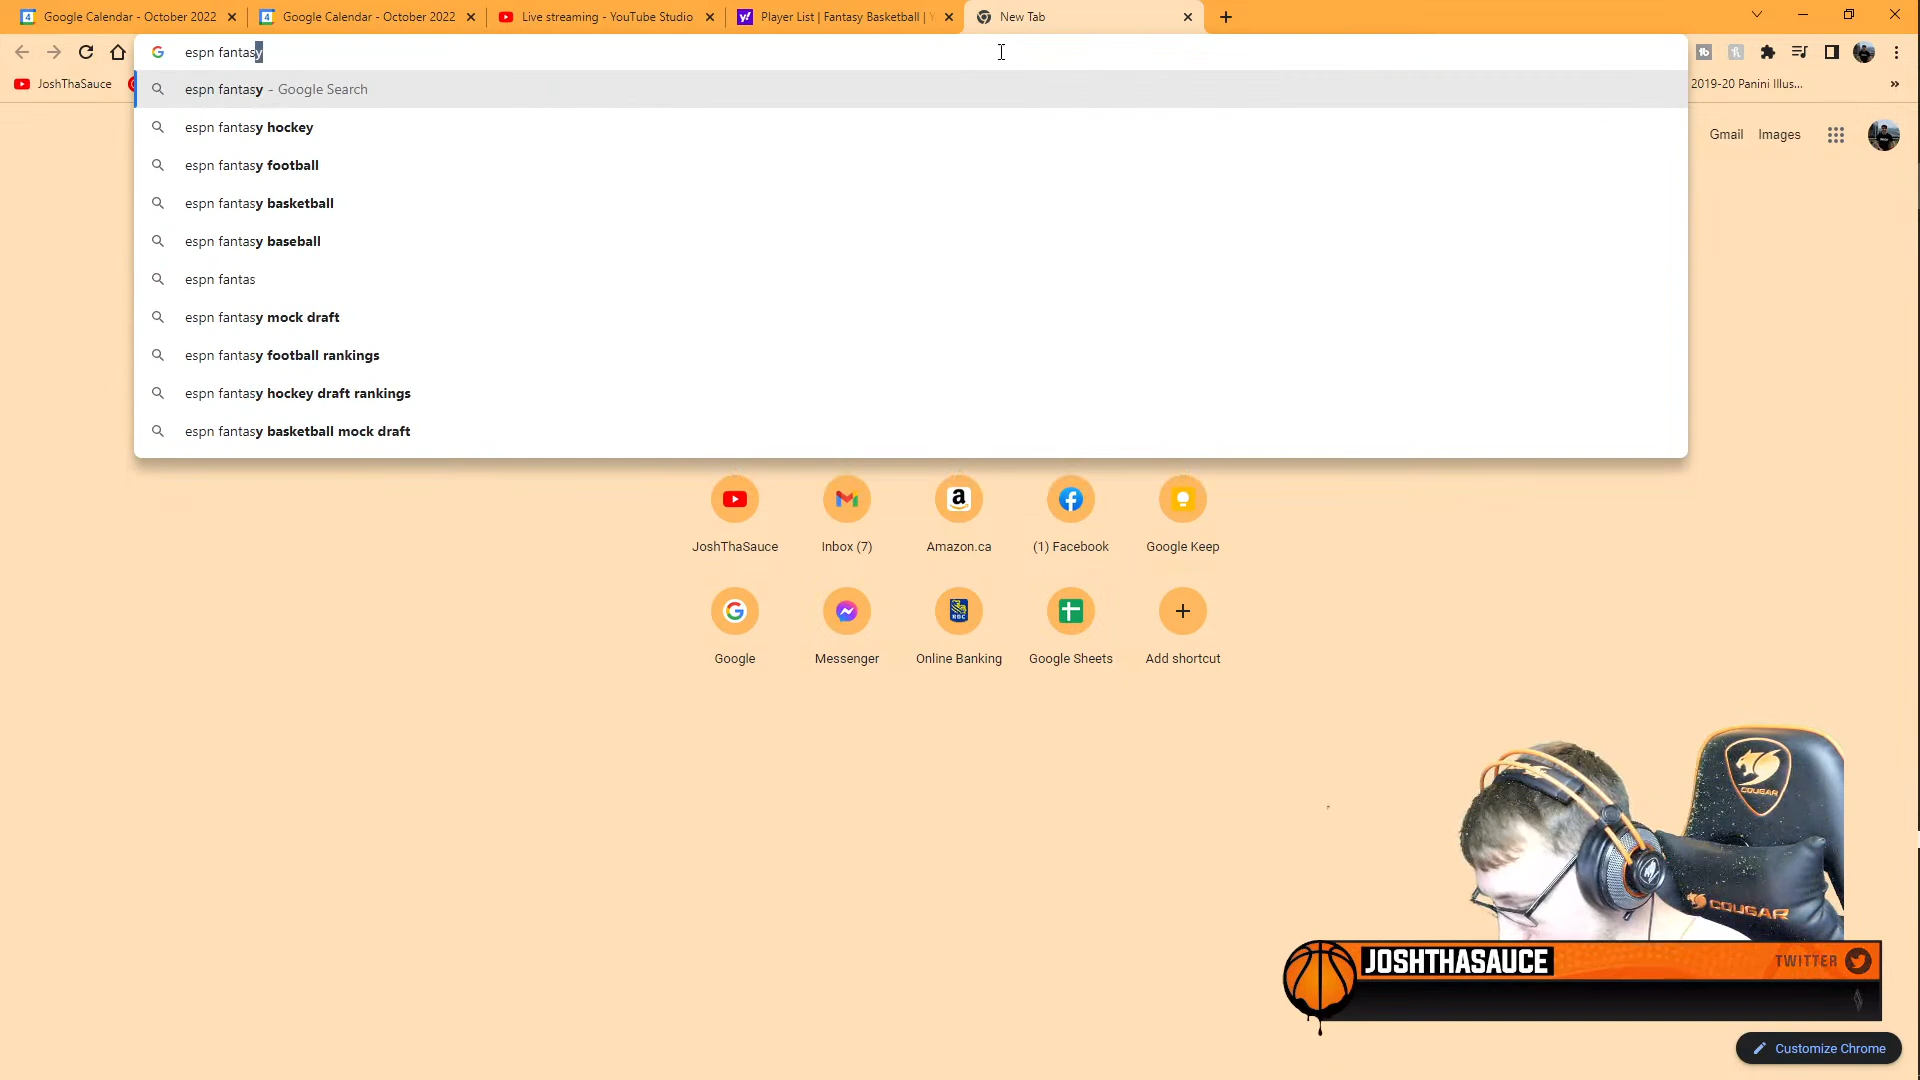 Google Calendar - October 2022
Google Calendar - October 2022
Live streaming - YouTube Studio
Player List | Fantasy Basketball | Y
New Tab
espn fantasy
JoshThaSauce
2019-20 Panini Illus...
»
espn fantasy - Google Search
espn fantasy hockey
espn fantasy football
espn fantasy basketball
espn fantasy baseball
espn fantas
espn fantasy mock draft
espn fantasy football rankings
espn fantasy hockey draft rankings
espn fantasy basketball mock draft
Gmail
Images
JoshThaSauce
Inbox (7)
Amazon.ca
(1) Facebook
Google Keep
Google
Messenger
Online Banking
Google Sheets
Add shortcut
COUGAR
COUGAR
JOSHTHASAUCE
TWITTER
Customize Chrome